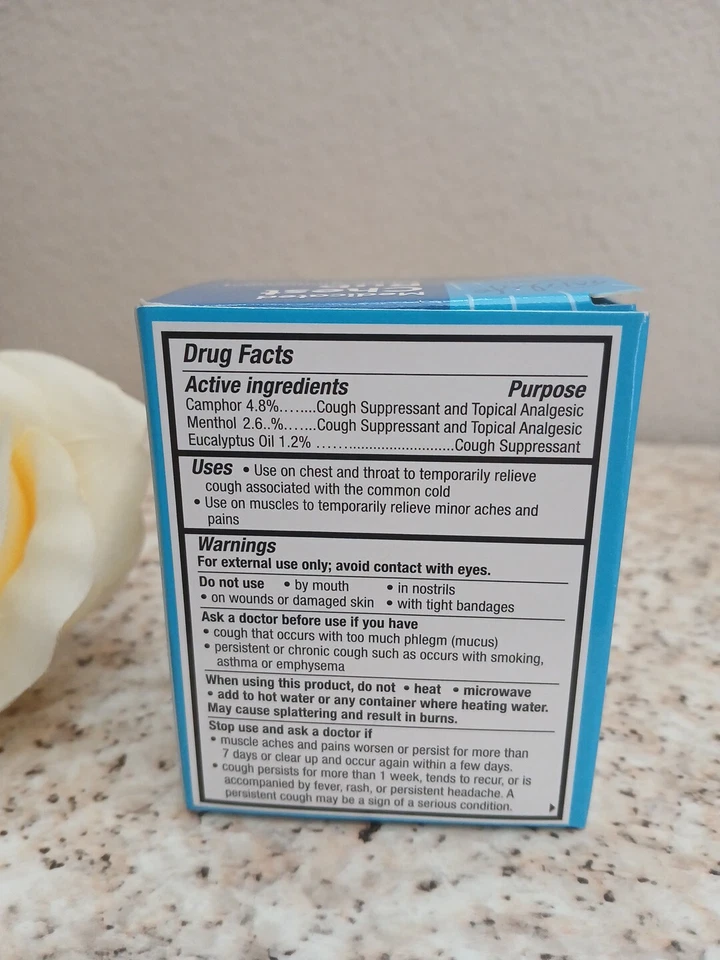 Medicated
Chest
Drug Facts
Active ingredients Purpose
Camphor 4.8%.......Cough Suppressant and Topical Analgesic
Menthol 2.6..%.....Cough Suppressant and Topical Analgesic
Eucalyptus Oil 1.2% ................................Cough Suppressant
Uses • Use on chest and throat to temporarily relieve
cough associated with the common cold
• Use on muscles to temporarily relieve minor aches and
pains
Warnings
For external use only; avoid contact with eyes.
Do not use • by mouth • in nostrils
• on wounds or damaged skin • with tight bandages
Ask a doctor before use if you have
• cough that occurs with too much phlegm (mucus)
• persistent or chronic cough such as occurs with smoking,
asthma or emphysema
When using this product, do not • heat • microwave
• add to hot water or any container where heating water.
May cause splattering and result in burns.
Stop use and ask a doctor if
• muscle aches and pains worsen or persist for more than
7 days or clear up and occur again within a few days.
• cough persists for more than 1 week, tends to recur, or is
accompanied by fever, rash, or persistent headache. A
persistent cough may be a sign of a serious condition.